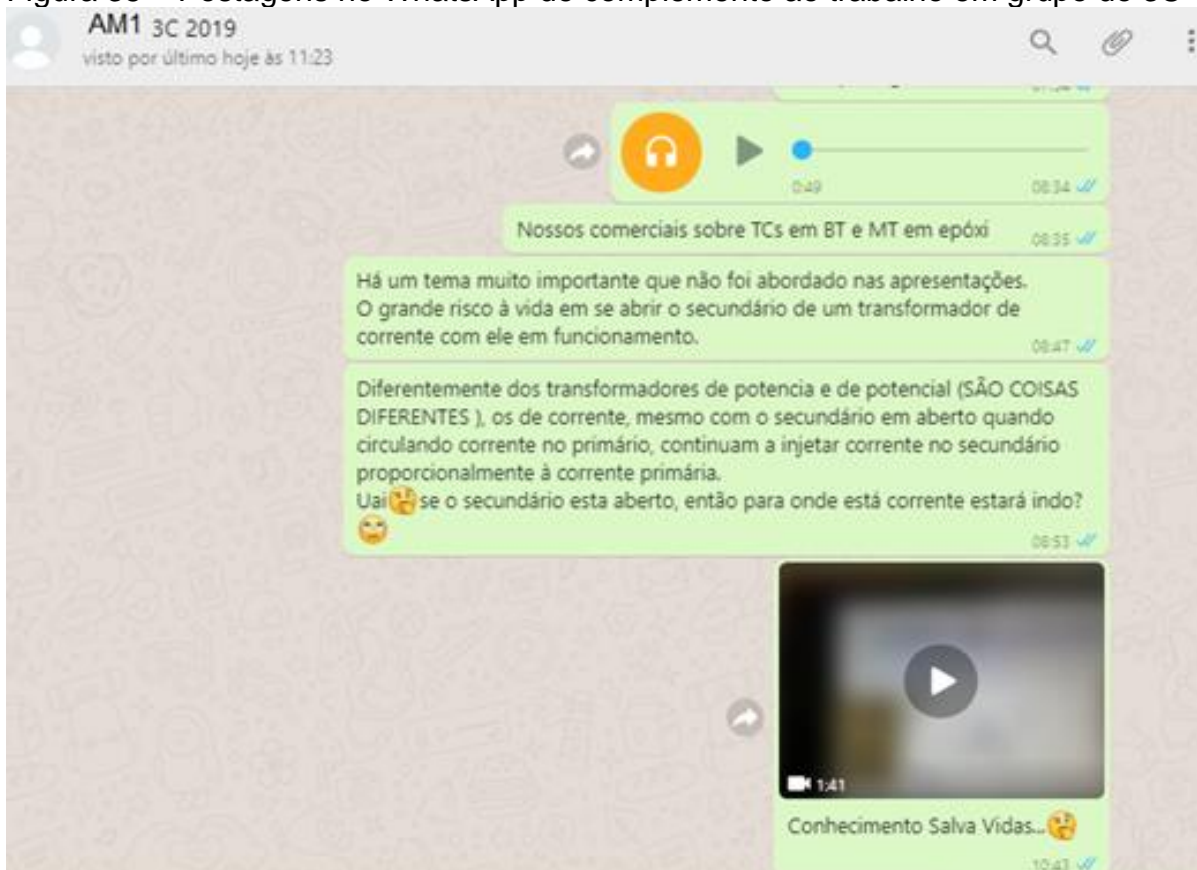 AM1 3C 2019
visto por último hoje às 11:23
0:49 08:34
Nossos comerciais sobre TCs em BT e MT em epóxi 08:35
Há um tema muito importante que não foi abordado nas apresentações.
O grande risco à vida em se abrir o secundário de um transformador de
corrente com ele em funcionamento. 08:47
Diferentemente dos transformadores de potencia e de potencial (SÃO COISAS
DIFERENTES ), os de corrente, mesmo com o secundário em aberto quando
circulando corrente no primário, continuam a injetar corrente no secundário
proporcionalmente à corrente primária.
Uai🤔se o secundário esta aberto, então para onde está corrente estará indo?
🙄 08:53
1:41
Conhecimento Salva Vidas...🤔
10:43